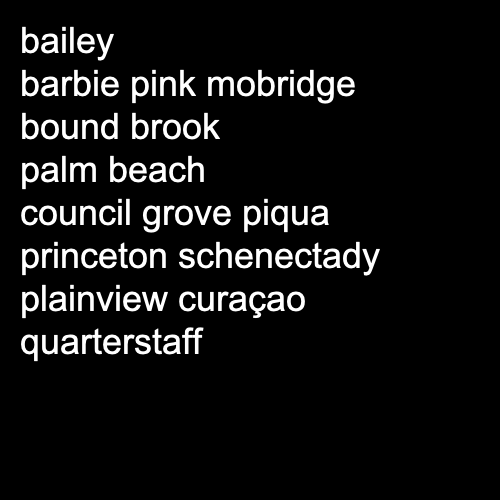 bailey
barbie pink mobridge
bound brook
palm beach
council grove piqua
princeton schenectady
plainview curaçao
quarterstaff